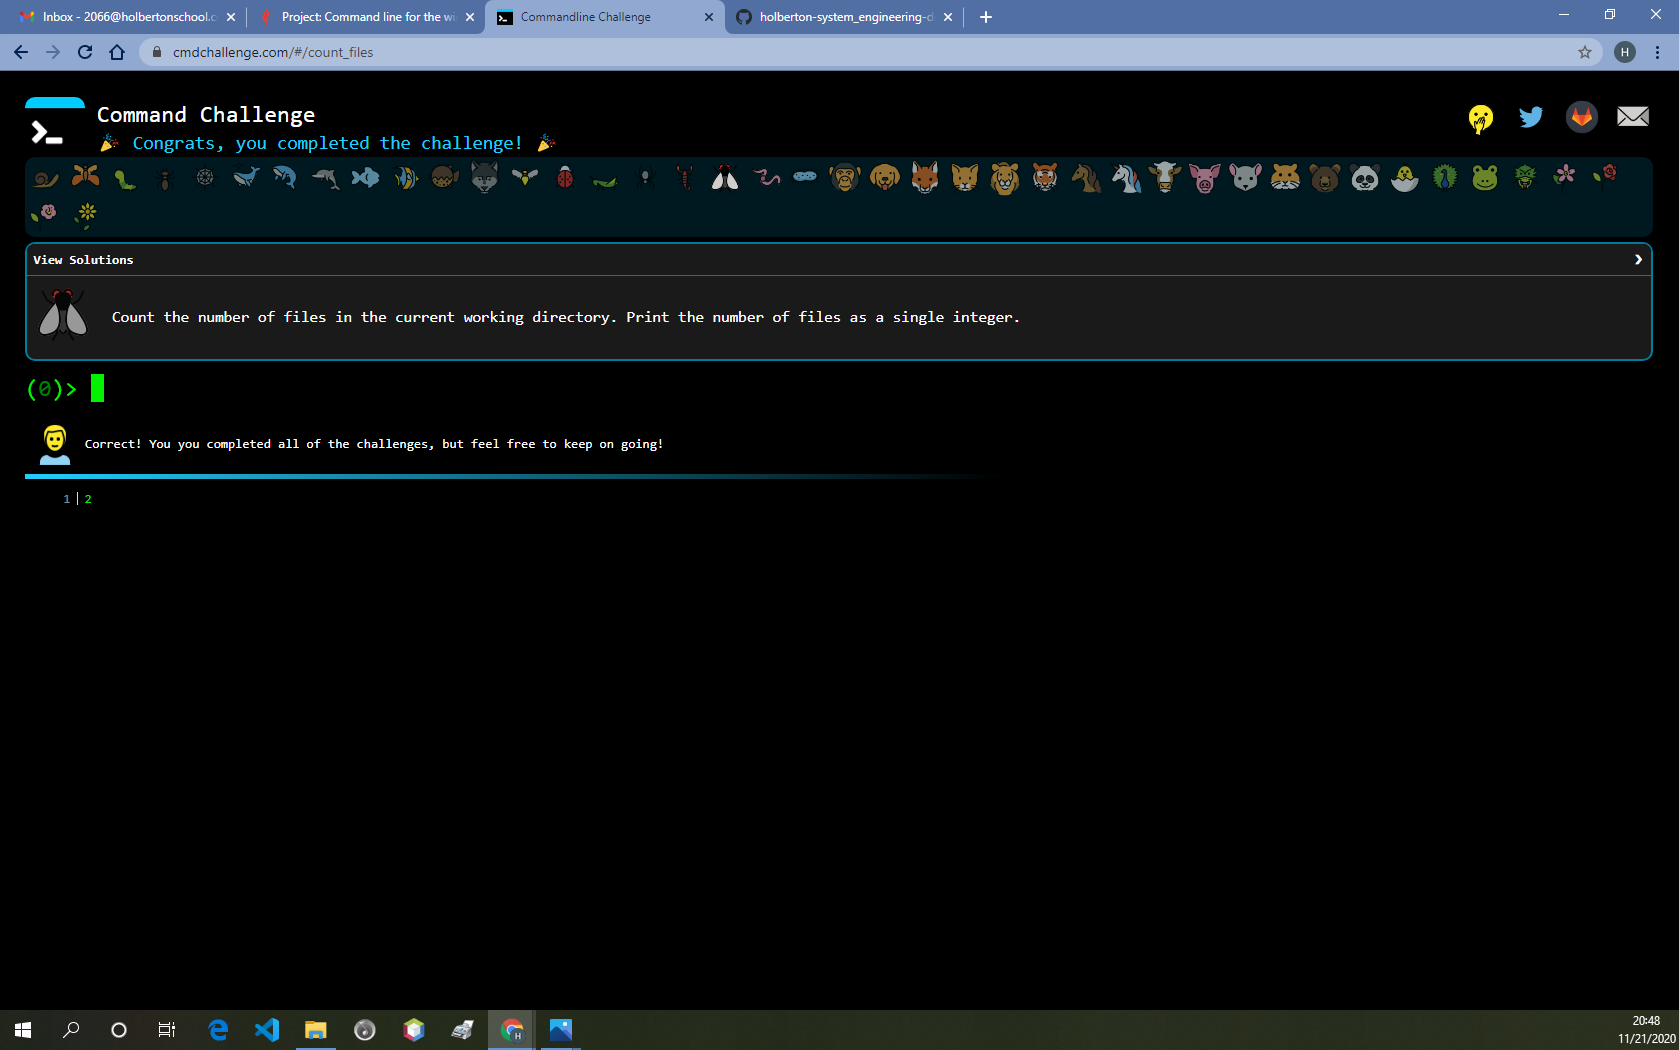 Inbox - 2066@holbertonschool.c
Project: Command line for the wi
Commandline Challenge
holberton-system_engineering-d
cmdchallenge.com/#/count_files
H
Command Challenge
Congrats, you completed the challenge!
View Solutions
Count the number of files in the current working directory. Print the number of files as a single integer.
(0)>
Correct! You you completed all of the challenges, but feel free to keep on going!
1 2
20:48
11/21/2020